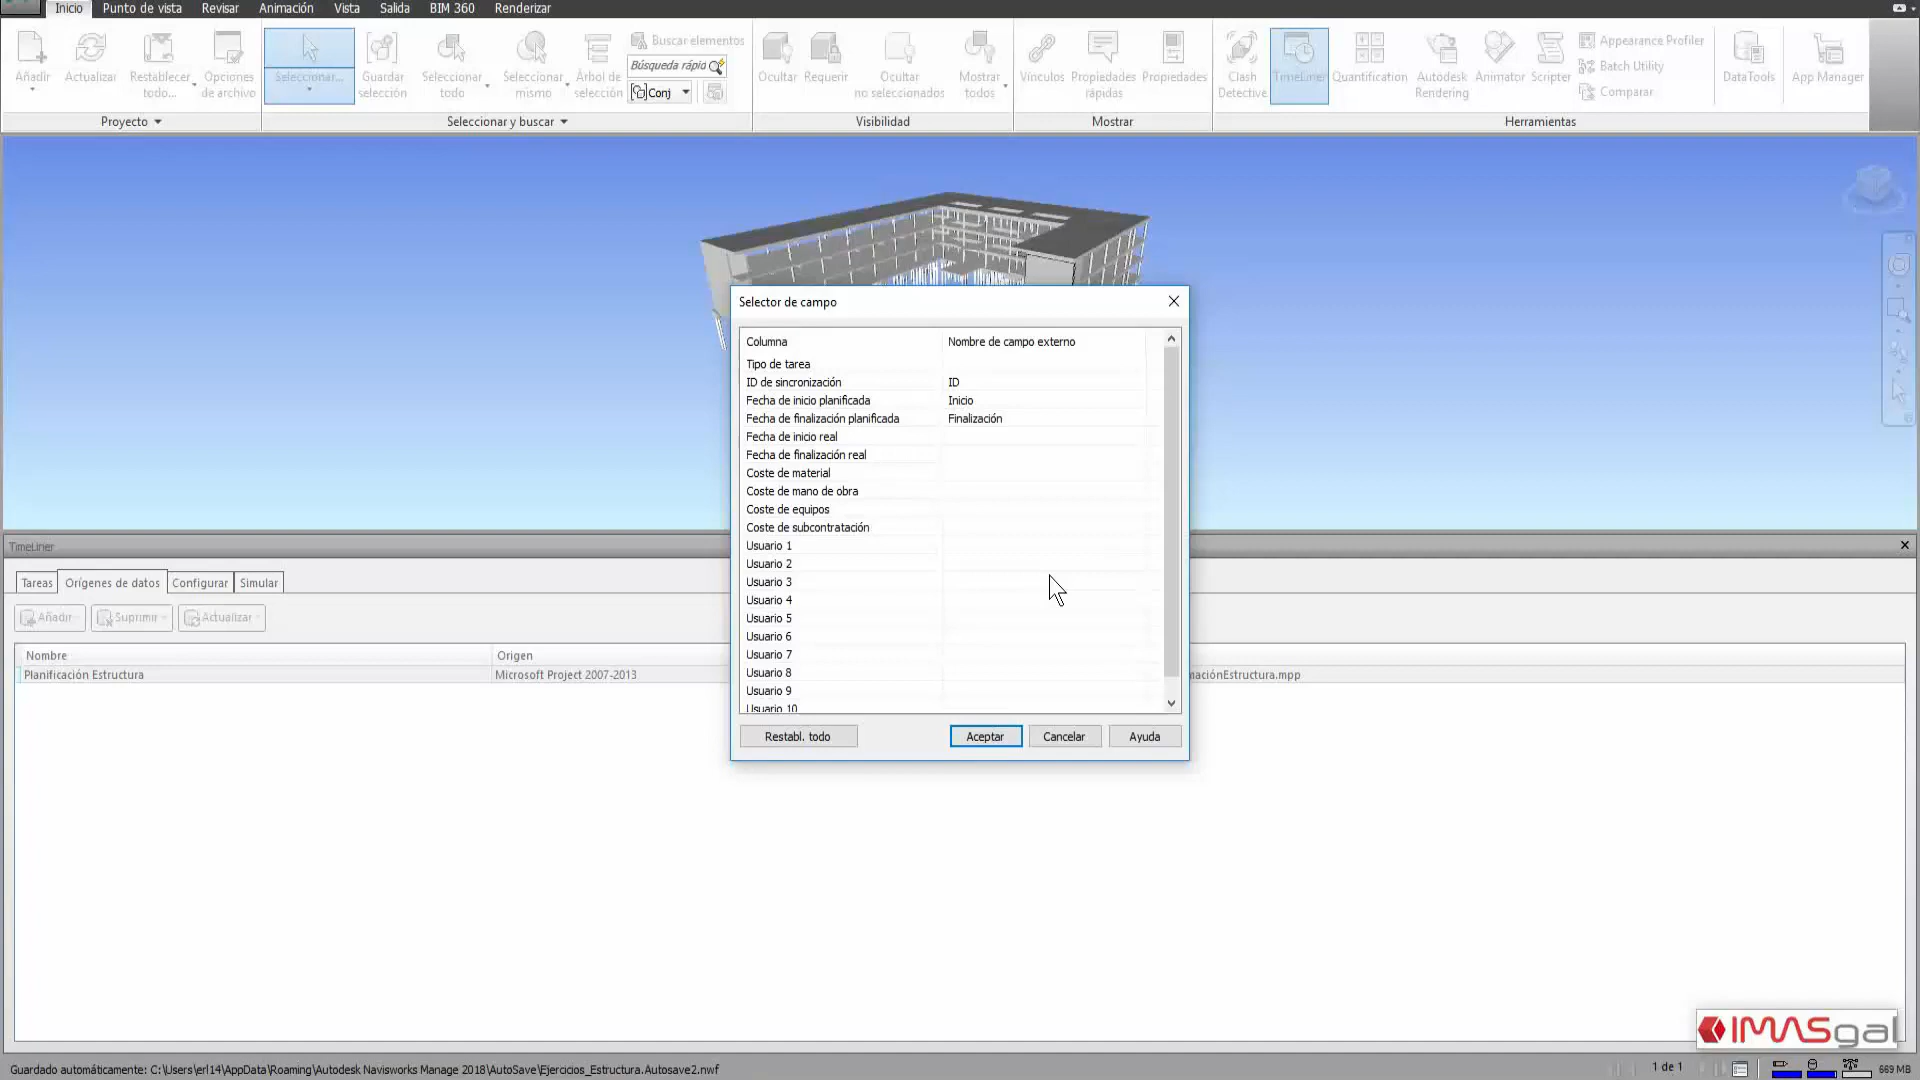 Inicio Punto de vista Revisar Animación Vista Salida BIM 360 Renderizar
Añadir Actualizar Restablecer todo... Opciones de archivo
Seleccionar... Guardar selección Seleccionar todo Seleccionar mismo Árbol de selección
Buscar elementos
Búsqueda rápio
Conj
Ocultar Requerir Ocultar no seleccionados Mostrar todos
Vínculos Propiedades rápidas Propiedades
Clash Detective TimeLiner Quantification Autodesk Rendering Animator Scripter
Appearance Profiler
Batch Utility
Comparar
DataTools App Manager
Proyecto Seleccionar y buscar Visibilidad Mostrar Herramientas
Selector de campo
Columna Nombre de campo externo
Tipo de tarea
ID de sincronización ID
Fecha de inicio planificada Inicio
Fecha de finalización planificada Finalización
Fecha de inicio real
Fecha de finalización real
Coste de material
Coste de mano de obra
Coste de equipos
Coste de subcontratación
Usuario 1
Usuario 2
Usuario 3
Usuario 4
Usuario 5
Usuario 6
Usuario 7
Usuario 8
Usuario 9
Usuario 10
Restabl. todo Aceptar Cancelar Ayuda
TimeLiner
Tareas Orígenes de datos Configurar Simular
Añadir Suprimir Actualizar
Nombre Origen
Planificación Estructura Microsoft Project 2007-2013 maciónEstructura.mpp
IMASgal
Guardado automáticamente: C:\Users\erl14\AppData\Roaming\Autodesk Navisworks Manage 2018\AutoSave\Ejercicios_Estructura.Autosave2.nwf
1 de 1
669 MB